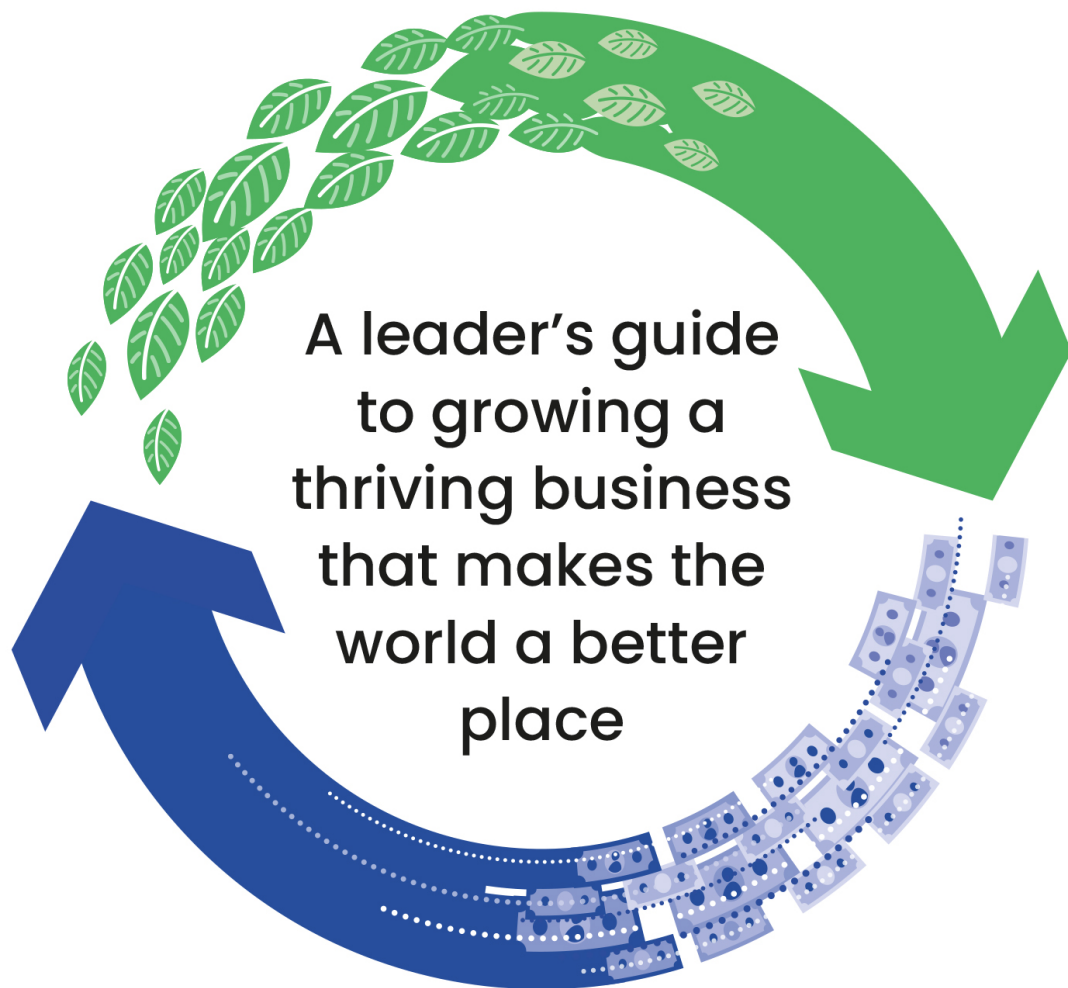 A leader’s guide
to growing a
thriving business
that makes the
world a better
place